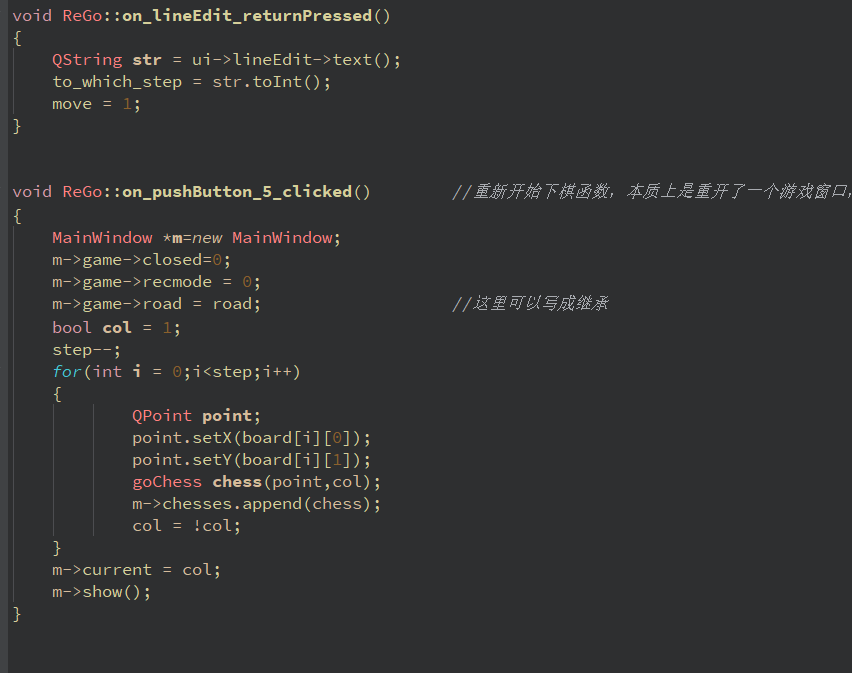 void ReGo::on_lineEdit_returnPressed()
{
QString str = ui->lineEdit->text();
to_which_step = str.toInt();
move = 1;
}
void ReGo::on_pushButton_5_clicked() //重新开始下棋函数，本质上是重开了一个游戏窗口，
{
MainWindow *m=new MainWindow;
m->game->closed=0;
m->game->recmode = 0;
m->game->road = road; //这里可以写成继承
bool col = 1;
step--;
for(int i = 0;i<step;i++)
{
QPoint point;
point.setX(board[i][0]);
point.setY(board[i][1]);
goChess chess(point,col);
m->chesses.append(chess);
col = !col;
}
m->current = col;
m->show();
}